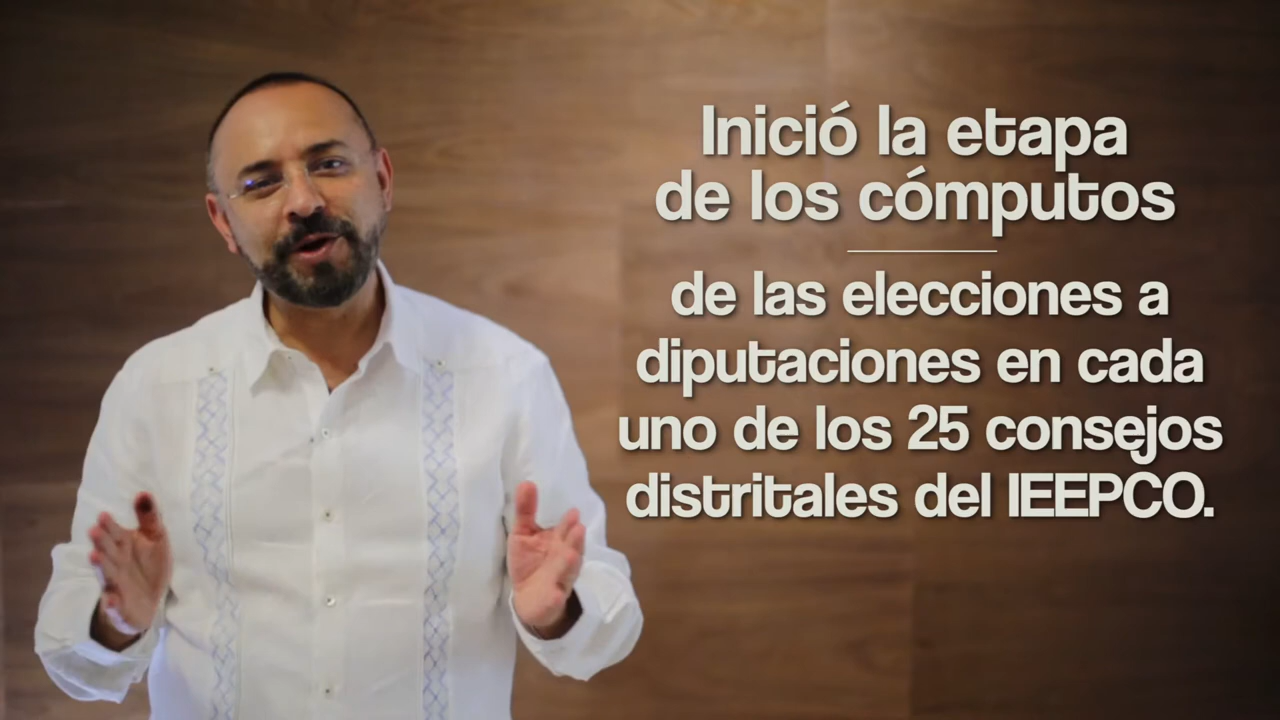 Inició la etapa
de los cómputos
de las elecciones a
diputaciones en cada
uno de los 25 consejos
distritales del IEEPCO.